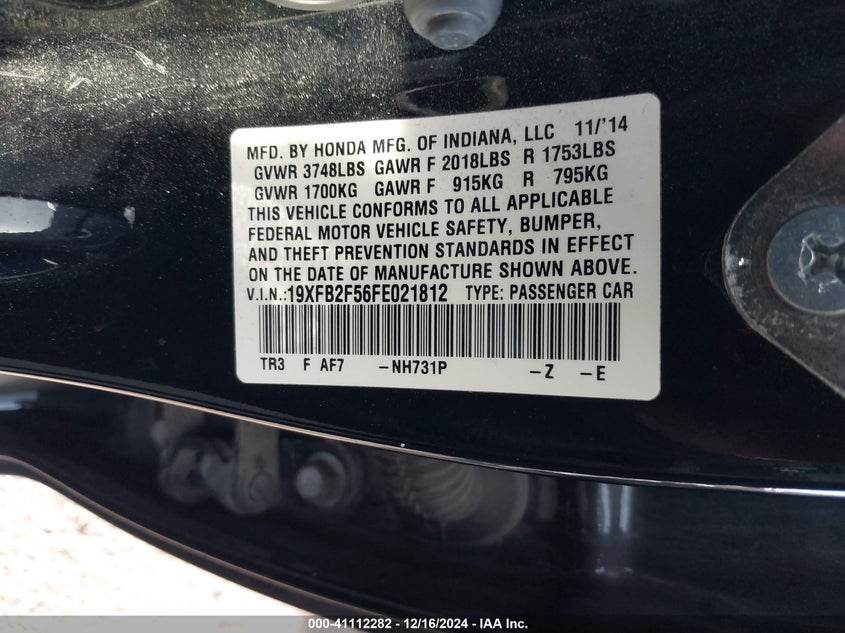 MFD. BY HONDA MFG. OF INDIANA, LLC 11/'14
GVWR 3748LBS GAWR F 2018LBS R 1753LBS
GVWR 1700KG GAWR F 915KG R 795KG
THIS VEHICLE CONFORMS TO ALL APPLICABLE
FEDERAL MOTOR VEHICLE SAFETY, BUMPER,
AND THEFT PREVENTION STANDARDS IN EFFECT
ON THE DATE OF MANUFACTURE SHOWN ABOVE.
V.I.N.:19XFB2F56FE021812 TYPE: PASSENGER CAR
TR3 F AF7 -NH731P -Z -E
000-41112282 - 12/16/2024 - IAA Inc.